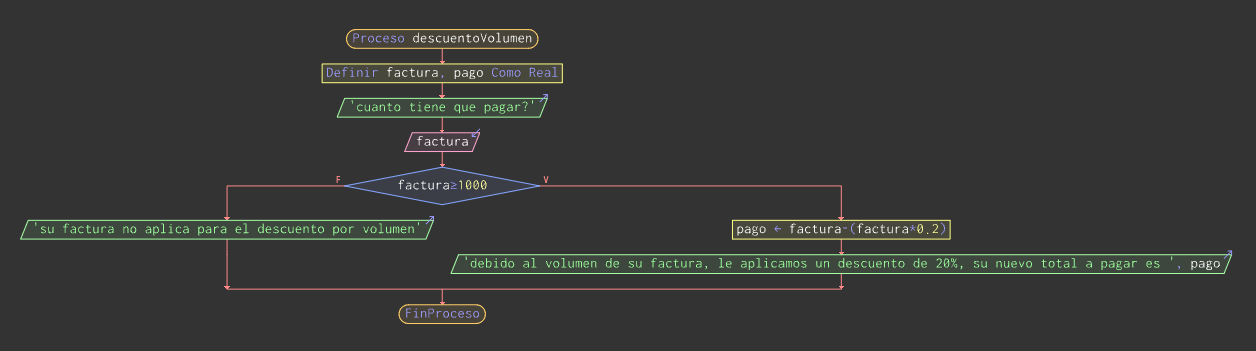 Proceso descuentoVolumen
Definir factura, pago Como Real
'cuanto tiene que pagar?'
factura
F
factura≥1000
V
'su factura no aplica para el descuento por volumen'
pago ← factura-(factura*0.2)
'debido al volumen de su factura, le aplicamos un descuento de 20%, su nuevo total a pagar es ', pago
FinProceso